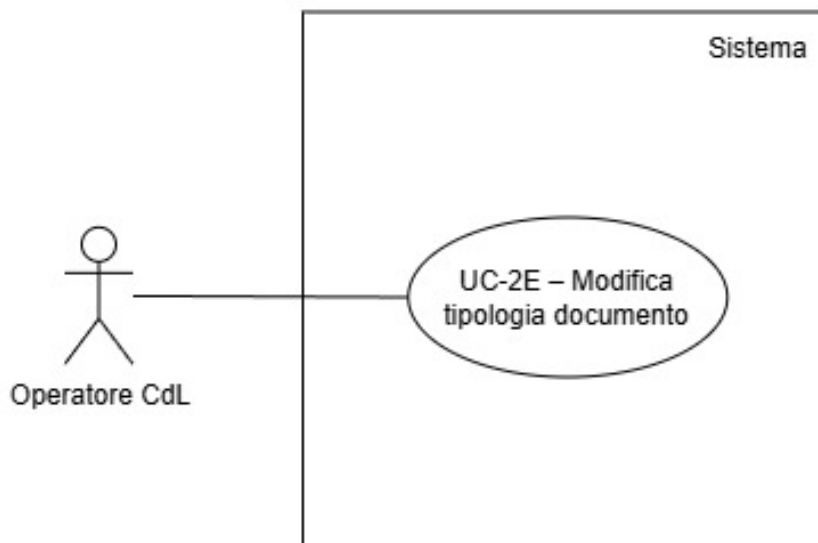 Sistema
UC-2E – Modifica
tipologia documento
Operatore CdL